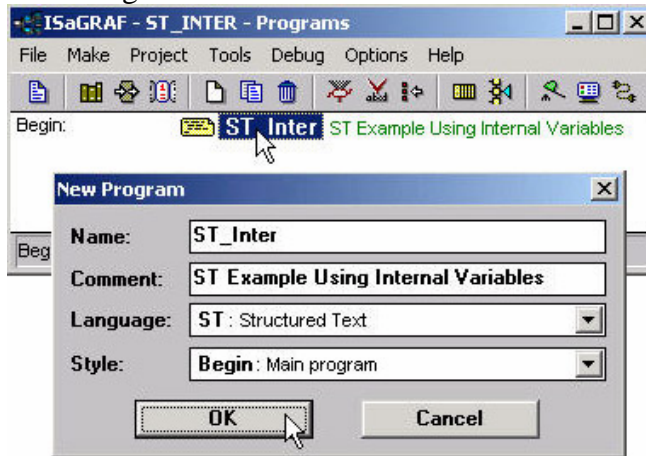 ISaGRAF - ST_INTER - Programs
File Make Project Tools Debug Options Help
Begin: ST_Inter ST Example Using Internal Variables
New Program
Beg
Name: ST_Inter
Comment: ST Example Using Internal Variables
Language: ST : Structured Text
Style: Begin : Main program
OK Cancel